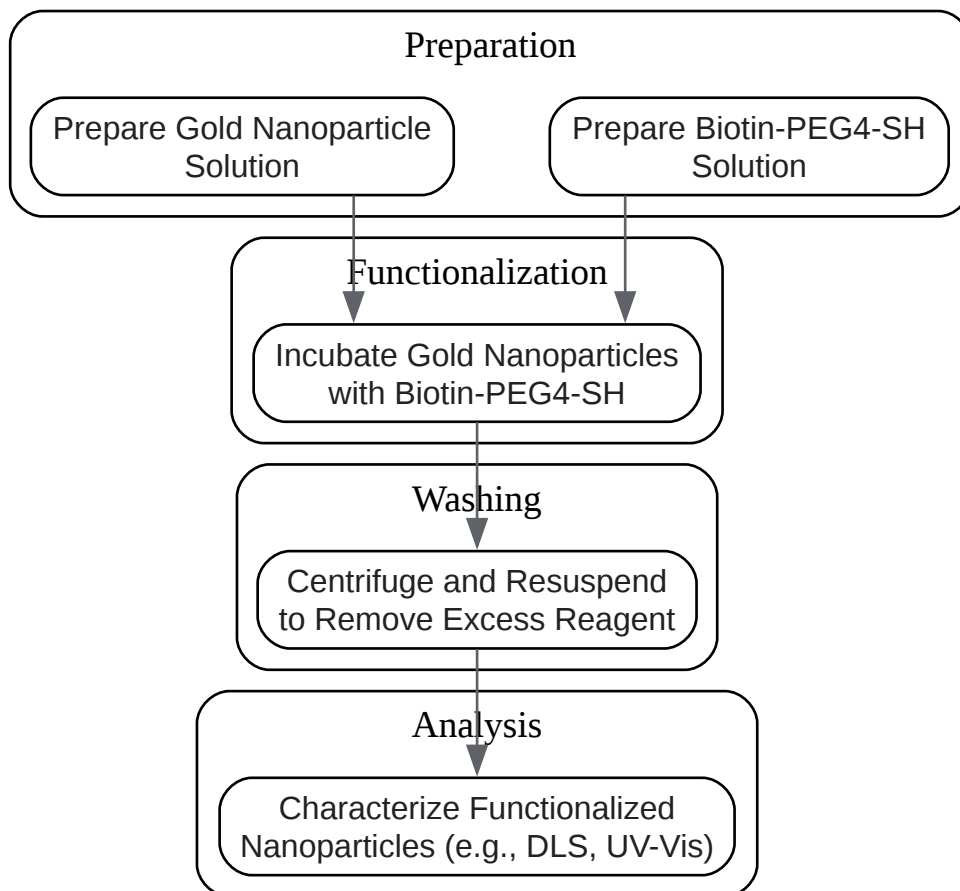 Preparation
Prepare Gold Nanoparticle
Solution
Prepare Biotin-PEG4-SH
Solution
Functionalization
Incubate Gold Nanoparticles
with Biotin-PEG4-SH
Washing
Centrifuge and Resuspend
to Remove Excess Reagent
Analysis
Characterize Functionalized
Nanoparticles (e.g., DLS, UV-Vis)